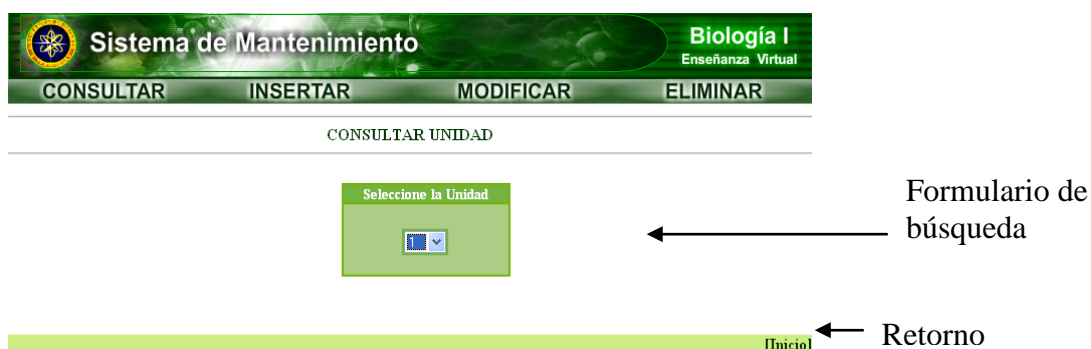 Sistema de Mantenimiento
Biología I
Enseñanza Virtual
CONSULTAR INSERTAR MODIFICAR ELIMINAR
CONSULTAR UNIDAD
Seleccione la Unidad
1
Formulario de
búsqueda
[Inicio]
Retorno